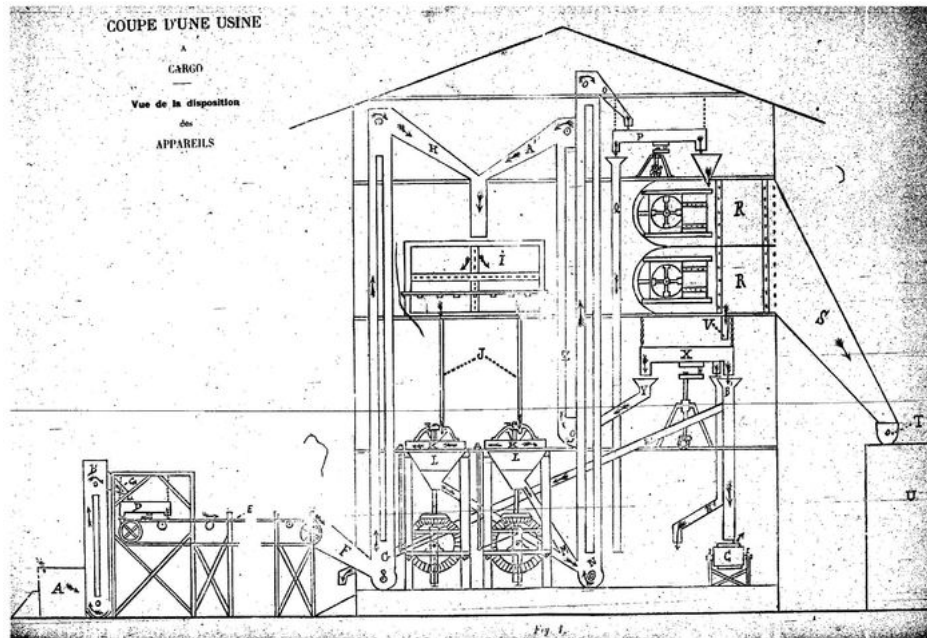 COUPE D'UNE USINE
A
CARGO
Vue de la disposition
des
APPAREILS
H
A'
P
Q
R
i
R
S
V
J
X
Y
B
T
K
K
L
L
U
B
D
E
F
G
A
C
Fig. 1.